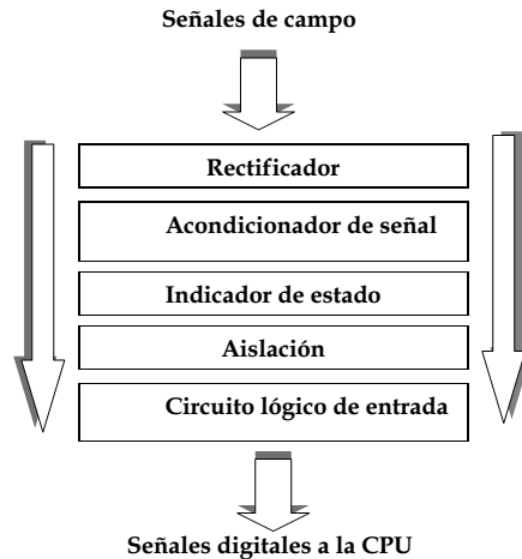 Señales de campo
Rectificador
Acondicionador de señal
Indicador de estado
Aislación
Circuito lógico de entrada
Señales digitales a la CPU